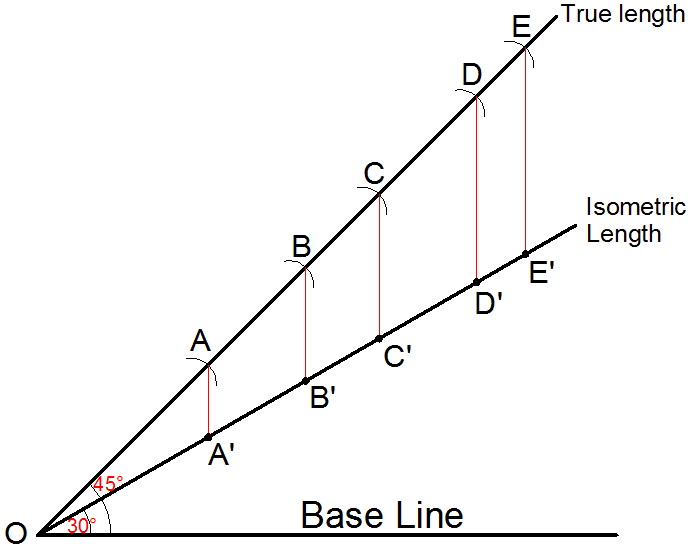 True length
E
D
C
Isometric
Length
B
E'
D'
A
C'
B'
A'
45°
30°
Base Line
O